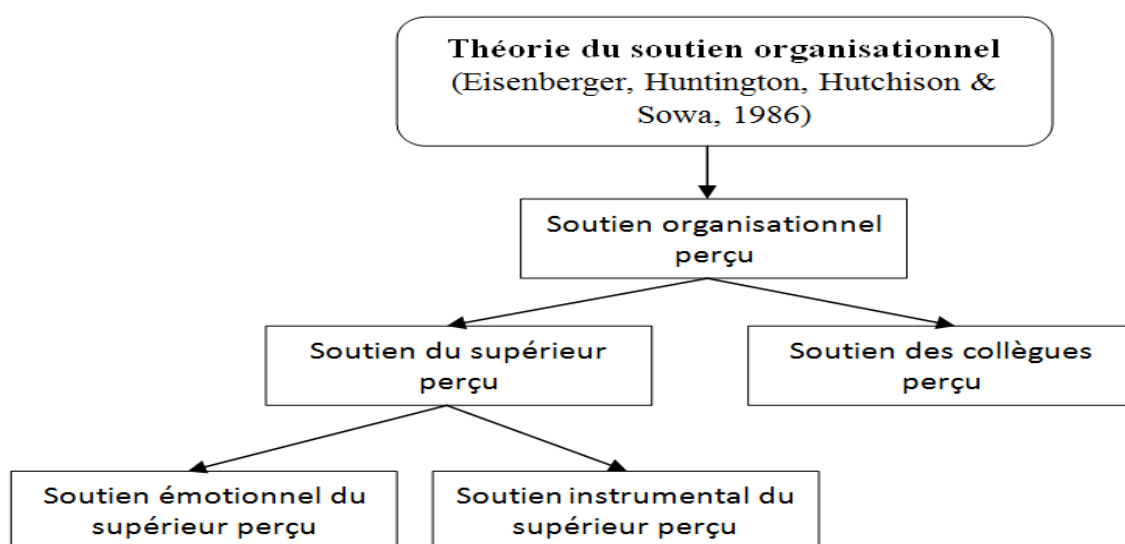 Théorie du soutien organisationnel
(Eisenberger, Huntington, Hutchison &
Sowa, 1986)
Soutien organisationnel
perçu
Soutien du supérieur
perçu
Soutien des collègues
perçu
Soutien émotionnel du
supérieur perçu
Soutien instrumental du
supérieur perçu